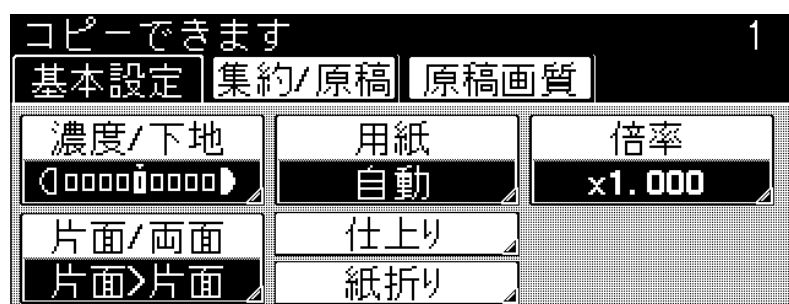 コピーできます 1
基本設定 集約/原稿 原稿画質
濃度/下地 用紙 倍率
自動 x1.000
片面/両面 仕上り
片面>片面 紙折り